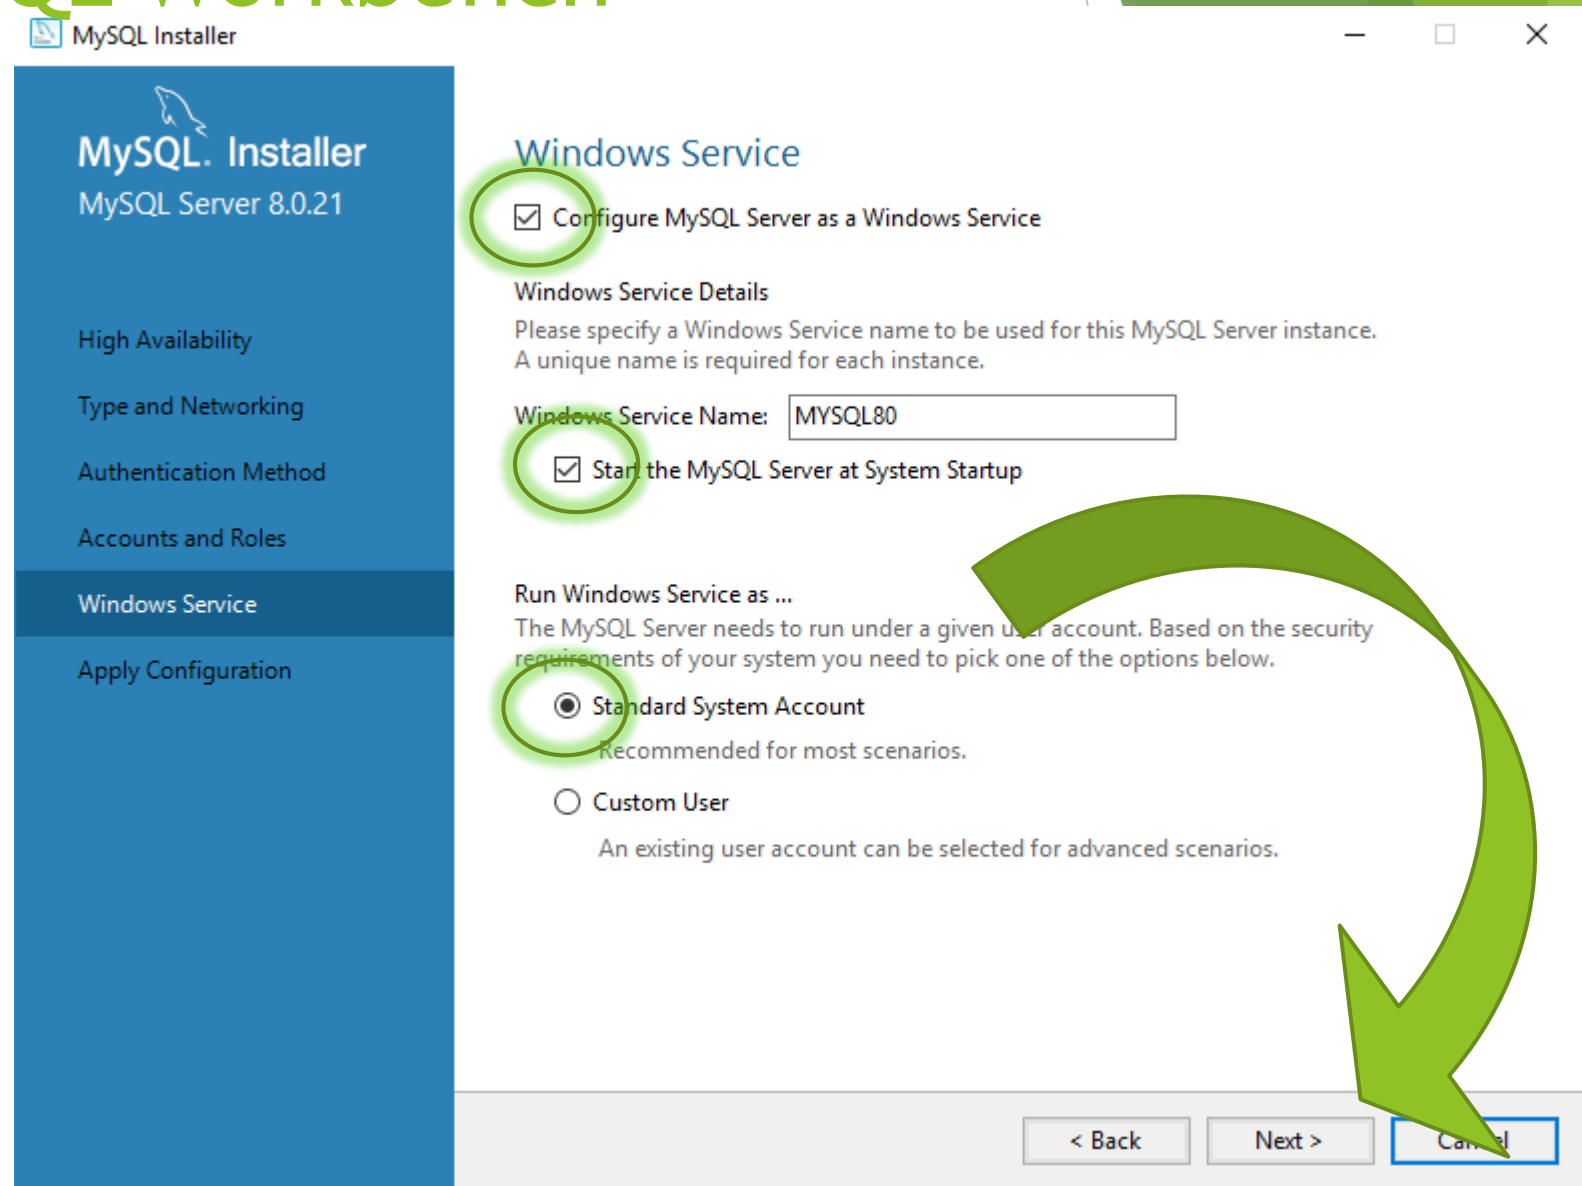 QL Workbench
MySQL Installer
MySQL. Installer
MySQL Server 8.0.21
High Availability
Type and Networking
Authentication Method
Accounts and Roles
Windows Service
Apply Configuration
Windows Service
Configure MySQL Server as a Windows Service
Windows Service Details
Please specify a Windows Service name to be used for this MySQL Server instance.
A unique name is required for each instance.
Windows Service Name: MYSQL80
Start the MySQL Server at System Startup
Run Windows Service as ...
The MySQL Server needs to run under a given user account. Based on the security
requirements of your system you need to pick one of the options below.
Standard System Account
Recommended for most scenarios.
Custom User
An existing user account can be selected for advanced scenarios.
< Back Next > Cancel